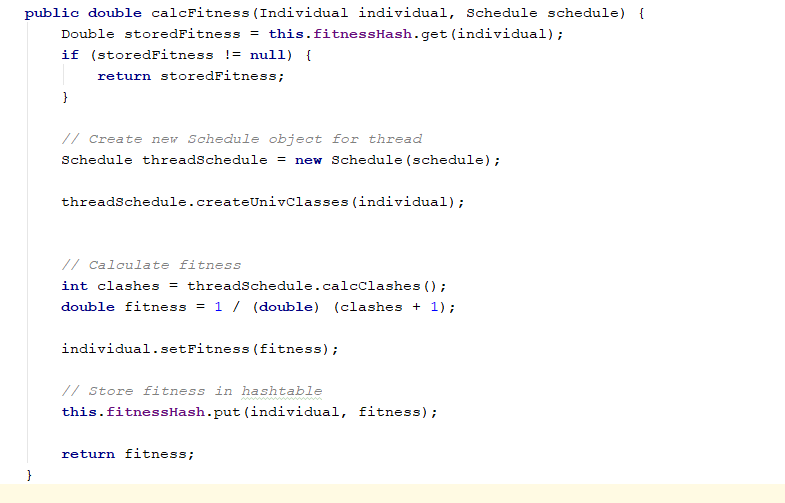 public double calcFitness(Individual individual, Schedule schedule) {
    Double storedFitness = this.fitnessHash.get(individual);
    if (storedFitness != null) {
        return storedFitness;
    }
    // Create new Schedule object for thread
    Schedule threadSchedule = new Schedule(schedule);
    threadSchedule.createUnivClasses(individual);
    // Calculate fitness
    int clashes = threadSchedule.calcClashes();
    double fitness = 1 / (double) (clashes + 1);
    individual.setFitness(fitness);
    // Store fitness in hashtable
    this.fitnessHash.put(individual, fitness);
    return fitness;
}